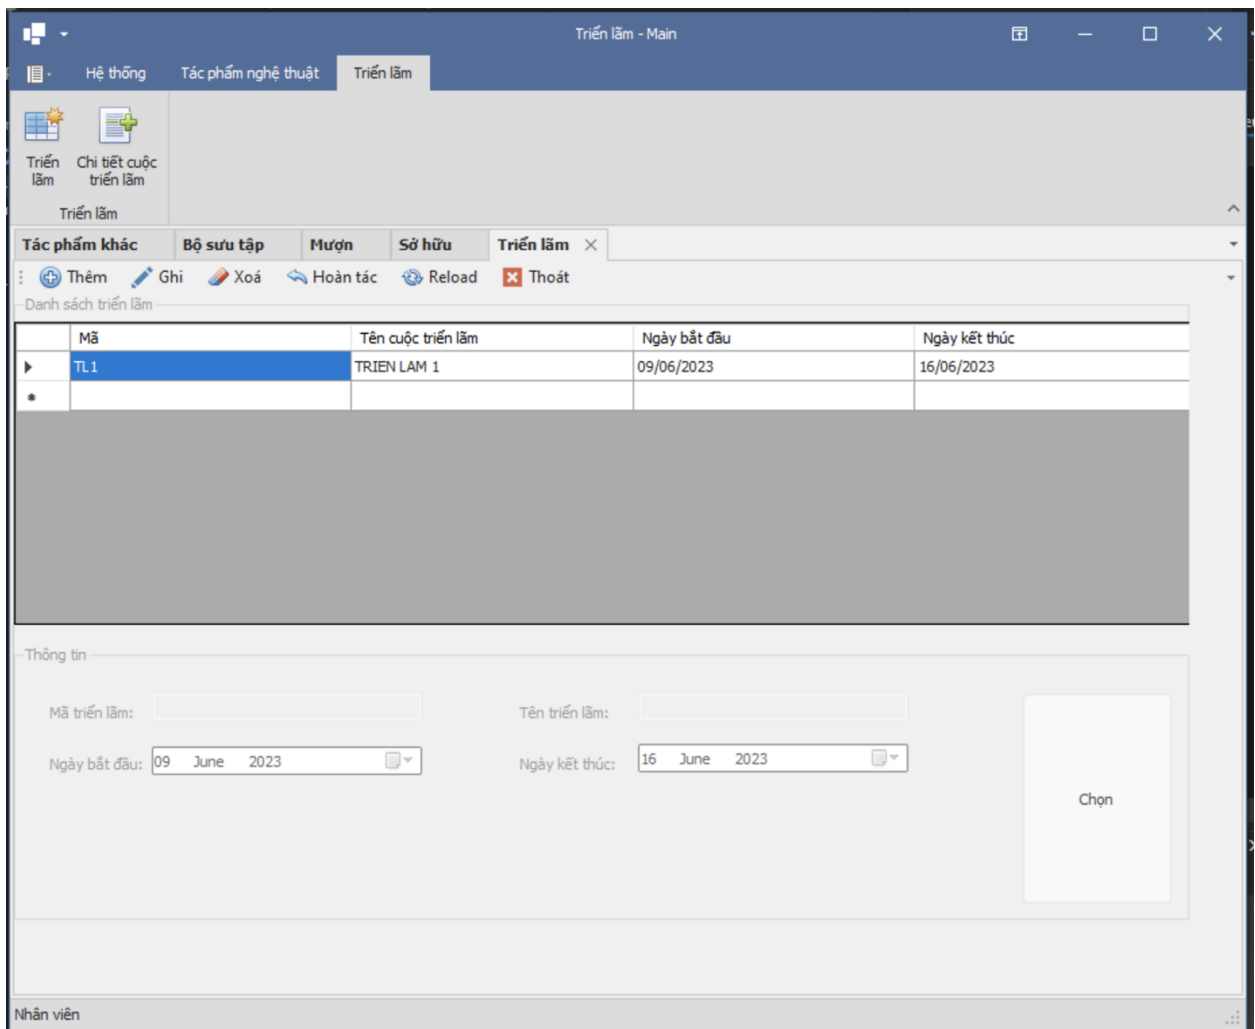 Triển lãm - Main
Hệ thống Tác phẩm nghệ thuật Triển lãm
Triển lãm
Chi tiết cuộc triển lãm
Triển lãm
Tác phẩm khác Bộ sưu tập Mượn Sở hữu Triển lãm
Thêm Ghi Xoá Hoàn tác Reload Thoát
Danh sách triển lãm
Mã Tên cuộc triển lãm Ngày bắt đầu Ngày kết thúc
TL1 TRIEN LAM 1 09/06/2023 16/06/2023
Thông tin
Mã triển lãm: Tên triển lãm:
Ngày bắt đầu: 09 June 2023 Ngày kết thúc: 16 June 2023
Chọn
Nhân viên